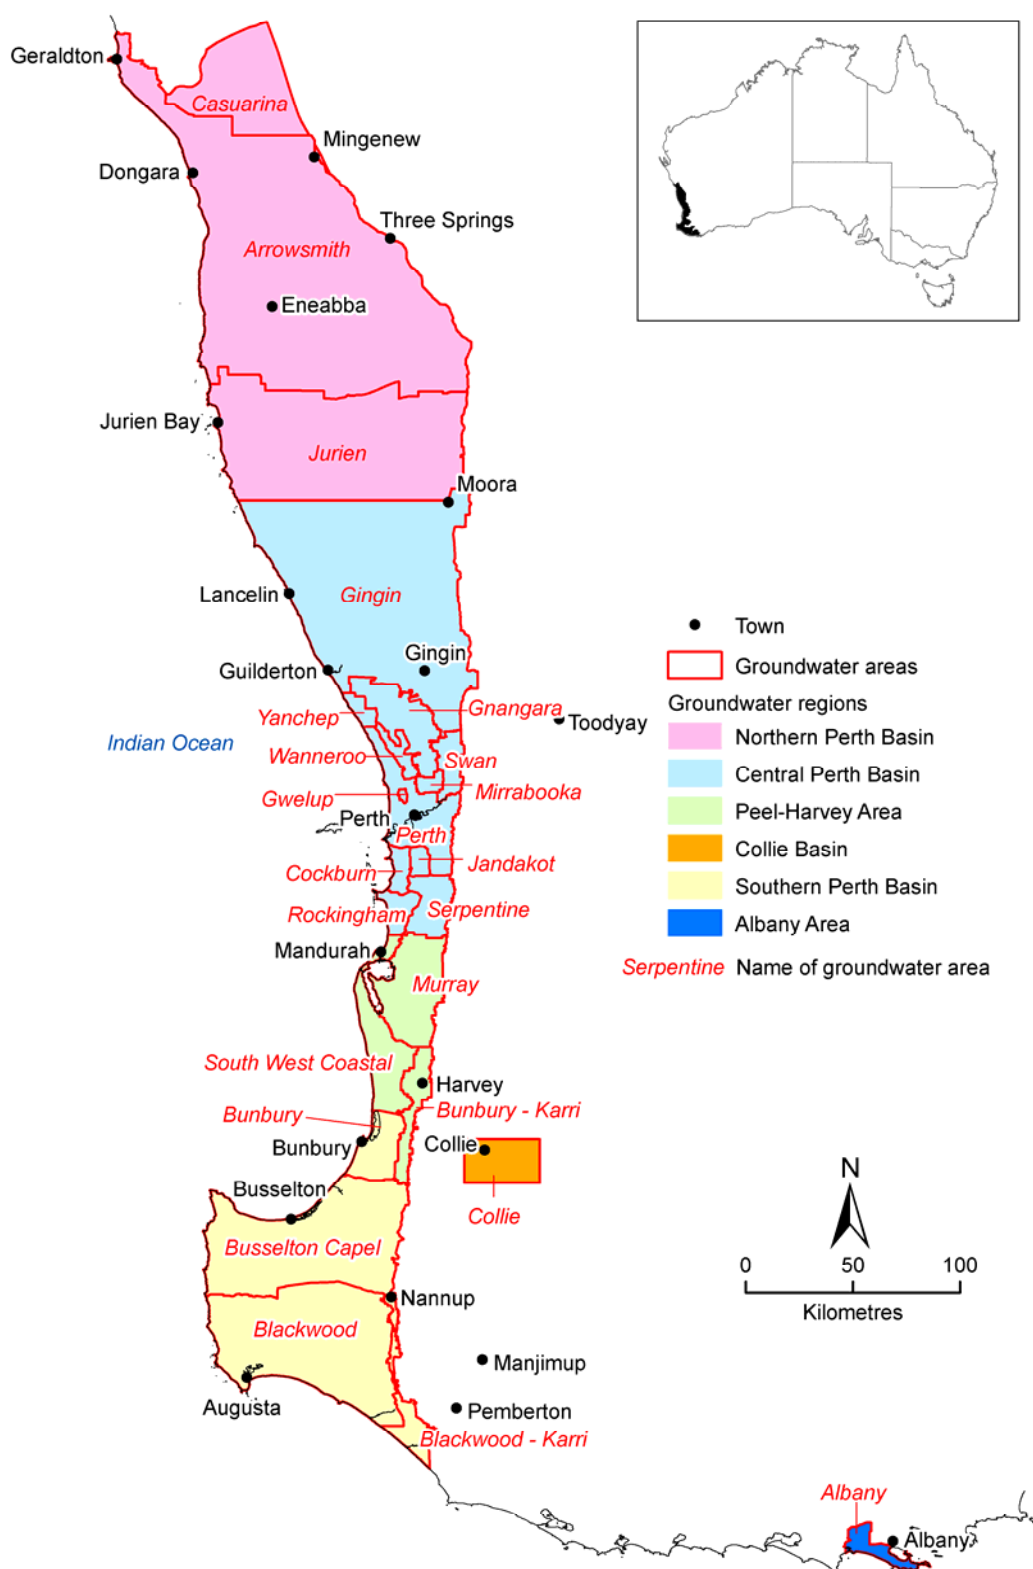 Geraldton
Casuarina
Mingenew
Dongara
Three Springs
Arrowsmith
Eneabba
Jurien Bay
Jurien
Moora
Lancelin
Gingin
Gingin
Guilderton
Yanchep
Gnangara
Toodyay
Indian Ocean
Wanneroo
Swan
Mirrabooka
Gwelup
Perth
Perth
Jandakot
Cockburn
Rockingham
Serpentine
Mandurah
Murray
South West Coastal
Harvey
Bunbury
Bunbury - Karri
Bunbury
Collie
Busselton
Collie
Busselton Capel
Nannup
Blackwood
Manjimup
Augusta
Pemberton
Blackwood - Karri
Albany
Albany
Town
Groundwater areas
Groundwater regions
Northern Perth Basin
Central Perth Basin
Peel-Harvey Area
Collie Basin
Southern Perth Basin
Albany Area
Serpentine Name of groundwater area
N
0 50 100
Kilometres